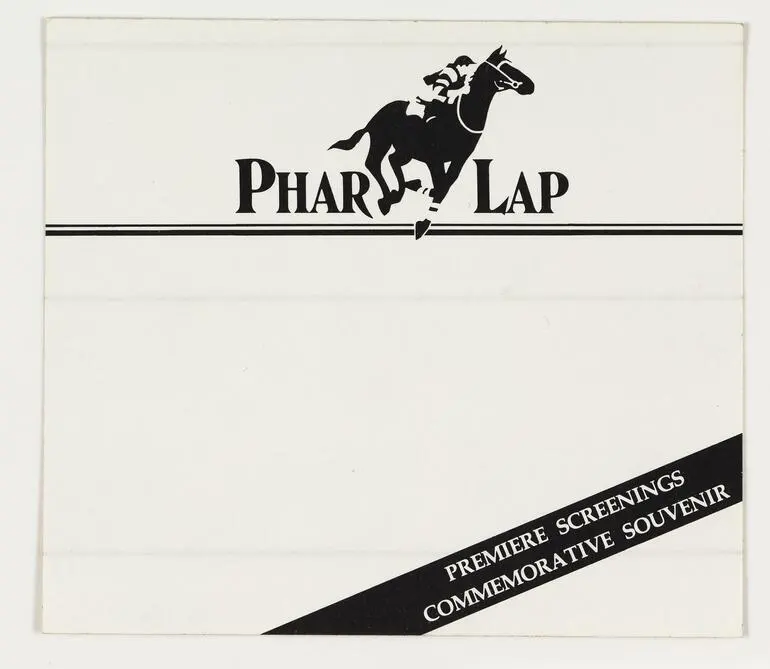 PHAR LAP
PREMIERE SCREENINGS
COMMEMORATIVE SOUVENIR